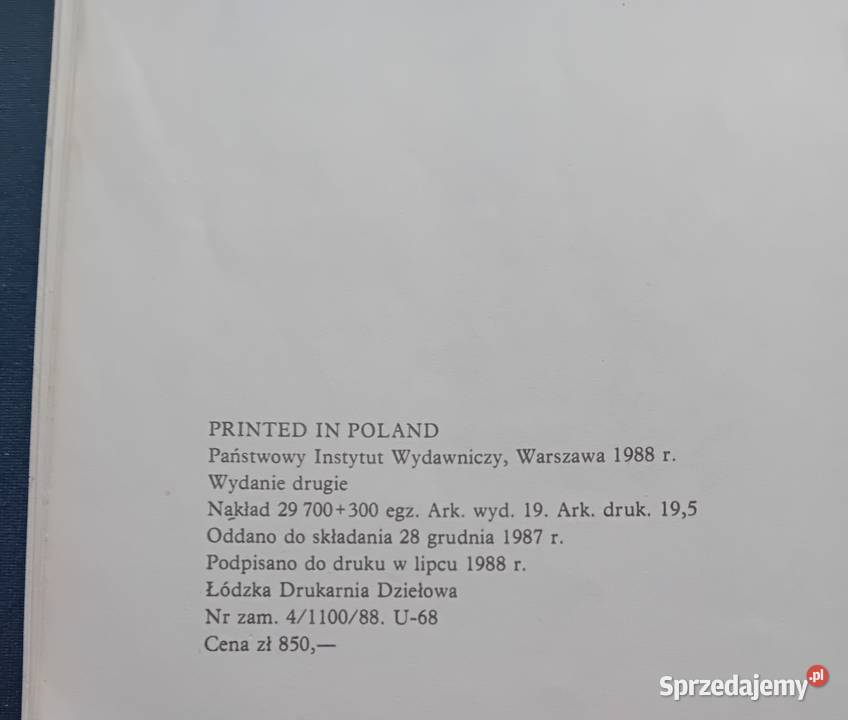 PRINTED IN POLAND
Państwowy Instytut Wydawniczy, Warszawa 1988 r.
Wydanie drugie
Nakład 29 700+300 egz. Ark. wyd. 19. Ark. druk. 19,5
Oddano do składania 28 grudnia 1987 r.
Podpisano do druku w lipcu 1988 r.
Łódzka Drukarnia Dziełowa
Nr zam. 4/1100/88. U-68
Cena zł 850,—
Sprzedajemy.pl